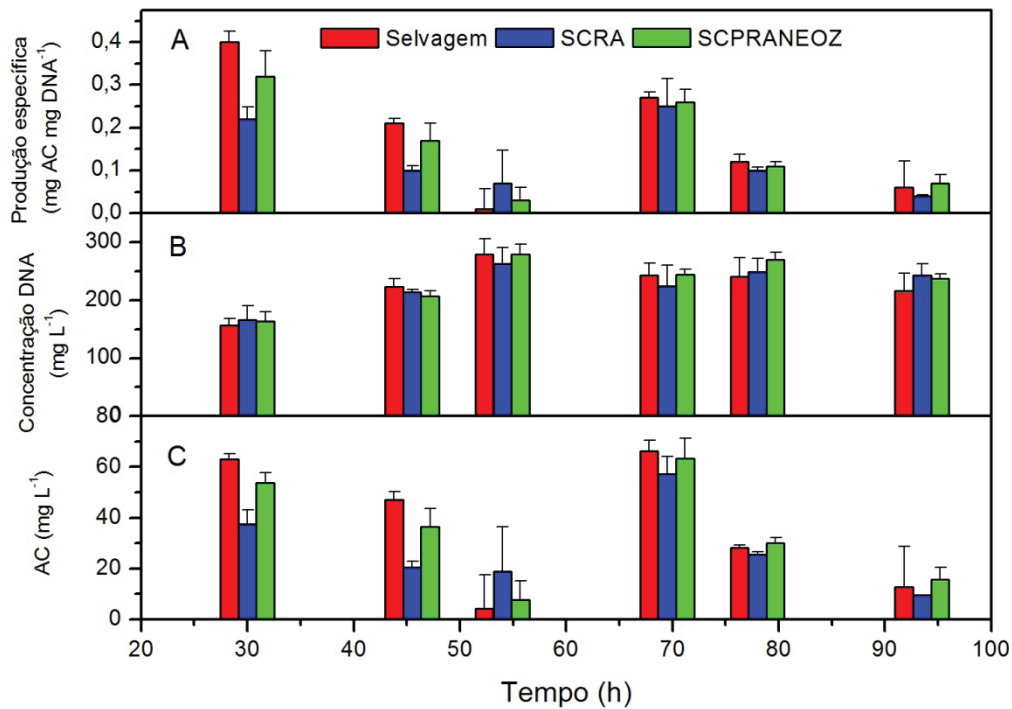 A
Selvagem SCRA SCPRANEOZ
Produção específica
(mg AC mg DNA⁻¹)
0,4
0,3
0,2
0,1
0,0
B
Concentração DNA
(mg L⁻¹)
300
200
100
0
C
AC (mg L⁻¹)
80
60
40
20
0
20 30 40 50 60 70 80 90 100
Tempo (h)